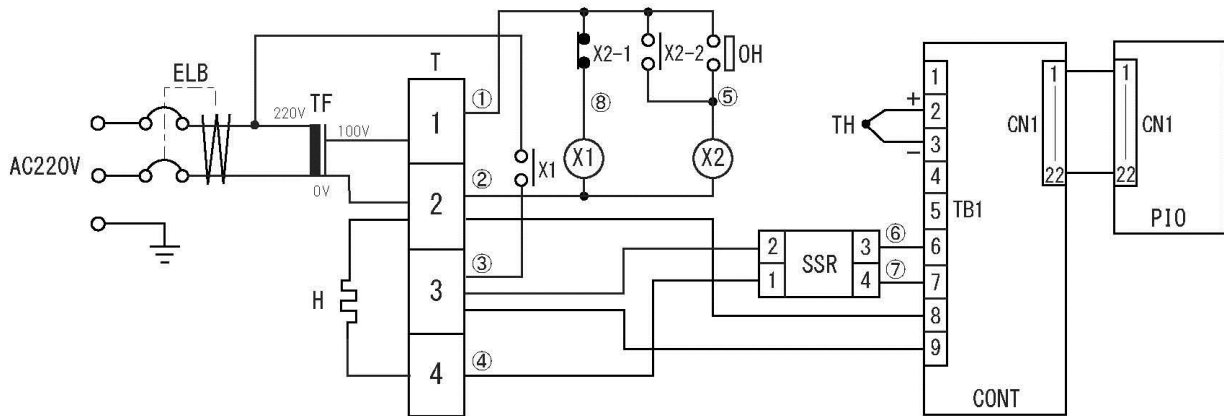 ELB
AC220V
220V
TF
0V
100V
H
T
1
2
3
4
①
②
③
④
X1
X2-1
⑧
X1
X2-2
OH
⑤
X2
2 SSR 3
1 4
⑥
⑦
TH
+
−
1
2
3
4
5
6
7
8
9
TB1
CONT
1
CN1
22
1
CN1
22
PIO